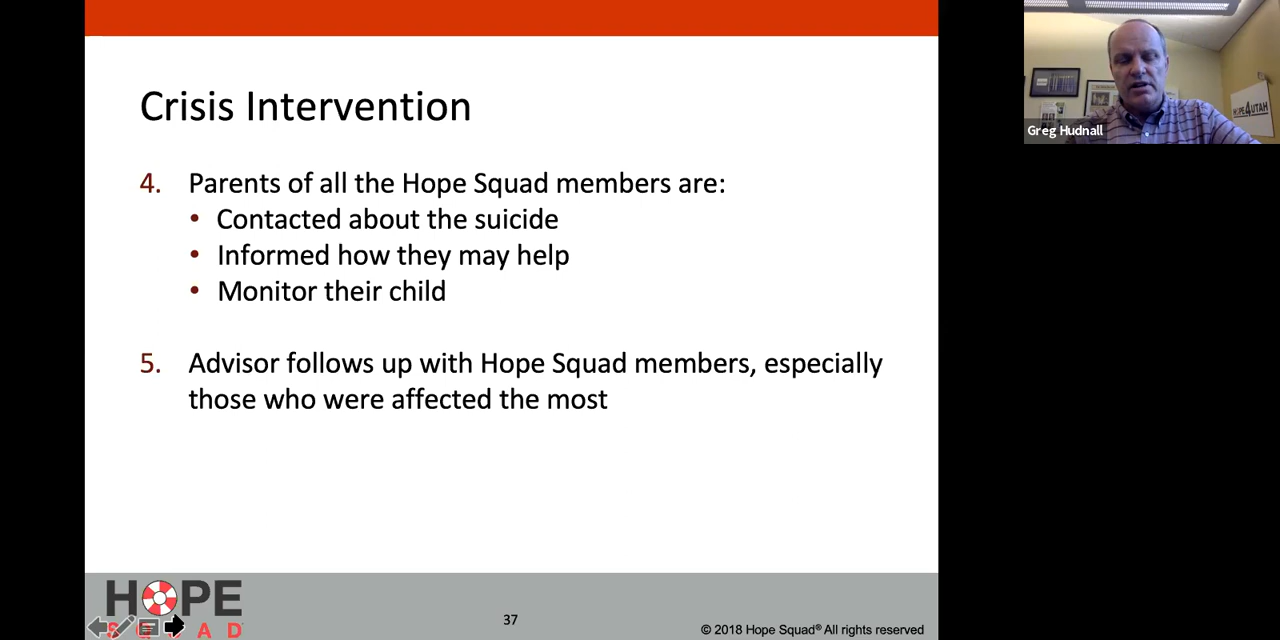 Crisis Intervention
4. Parents of all the Hope Squad members are:
• Contacted about the suicide
• Informed how they may help
• Monitor their child
5. Advisor follows up with Hope Squad members, especially
those who were affected the most
HOPE
SQUAD
37
© 2018 Hope Squad® All rights reserved
HOPE4UTAH
Greg Hudnall